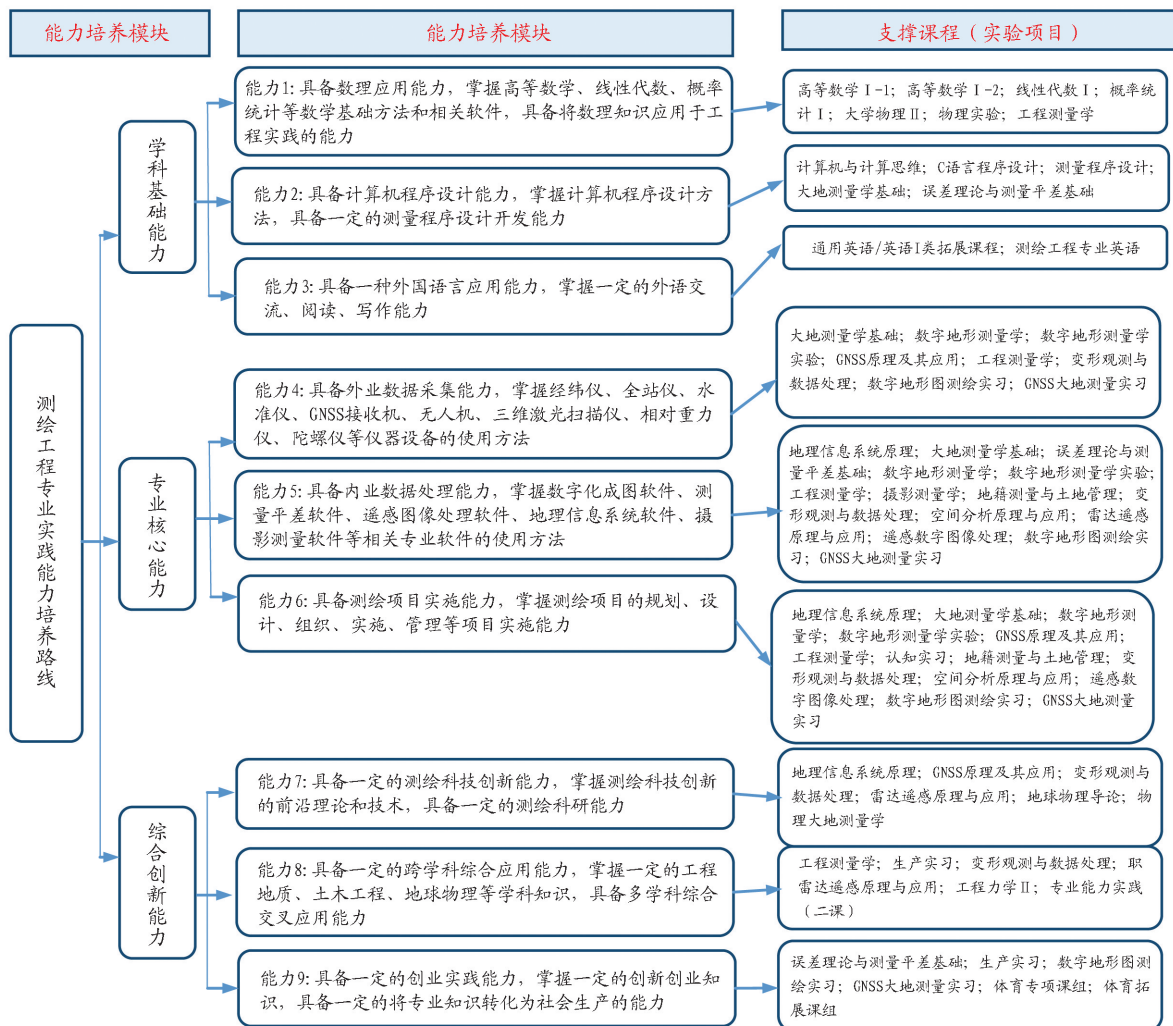 能力培养模块
能力培养模块
支撑课程（实验项目）
测绘工程专业实践能力培养路线
学科基础能力
能力1: 具备数理应用能力，掌握高等数学、线性代数、概率
统计等数学基础方法和相关软件，具备将数理知识应用于工
程实践的能力
高等数学Ⅰ-1；高等数学Ⅰ-2；线性代数Ⅰ；概率
统计Ⅰ；大学物理Ⅱ；物理实验；工程测量学
能力2: 具备计算机程序设计能力，掌握计算机程序设计方
法，具备一定的测量程序设计开发能力
计算机与计算思维；C语言程序设计；测量程序设计；
大地测量学基础；误差理论与测量平差基础
能力3: 具备一种外国语言应用能力，掌握一定的外语交
流、阅读、写作能力
通用英语/英语I类拓展课程；测绘工程专业英语
专业核心能力
能力4: 具备外业数据采集能力，掌握经纬仪、全站仪、水
准仪、GNSS接收机、无人机、三维激光扫描仪、相对重力
仪、陀螺仪等仪器设备的使用方法
大地测量学基础；数字地形测量学；数字地形测量学
实验；GNSS原理及其应用；工程测量学；变形观测与
数据处理；数字地形图测绘实习；GNSS大地测量实习
能力5: 具备内业数据处理能力，掌握数字化成图软件、测
量平差软件、遥感图像处理软件、地理信息系统软件、摄
影测量软件等相关专业软件的使用方法
地理信息系统原理；大地测量学基础；误差理论与测
量平差基础；数字地形测量学；数字地形测量学实验；
工程测量学；摄影测量学；地籍测量与土地管理；变
形观测与数据处理；空间分析原理与应用；雷达遥感
原理与应用；遥感数字图像处理；数字地形图测绘实
习；GNSS大地测量实习
能力6: 具备测绘项目实施能力，掌握测绘项目的规划、设
计、组织、实施、管理等项目实施能力
地理信息系统原理；大地测量学基础；数字地形测
量学；数字地形测量学实验；GNSS原理及其应用；
工程测量学；认知实习；地籍测量与土地管理；变
形观测与数据处理；空间分析原理与应用；遥感数
字图像处理；数字地形图测绘实习；GNSS大地测量
实习
综合创新能力
能力7: 具备一定的测绘科技创新能力，掌握测绘科技创新
的前沿理论和技术，具备一定的测绘科研能力
地理信息系统原理；GNSS原理及其应用；变形观测与
数据处理；雷达遥感原理与应用；地球物理导论；物
理大地测量学
能力8: 具备一定的跨学科综合应用能力，掌握一定的工程
地质、土木工程、地球物理等学科知识，具备多学科综合
交叉应用能力
工程测量学；生产实习；变形观测与数据处理；职
雷达遥感原理与应用；工程力学Ⅱ；专业能力实践
（二课）
能力9: 具备一定的创业实践能力，掌握一定的创新创业知
识，具备一定的将专业知识转化为社会生产的能力
误差理论与测量平差基础；生产实习；数字地形图测
绘实习；GNSS大地测量实习；体育专项课组；体育拓
展课组